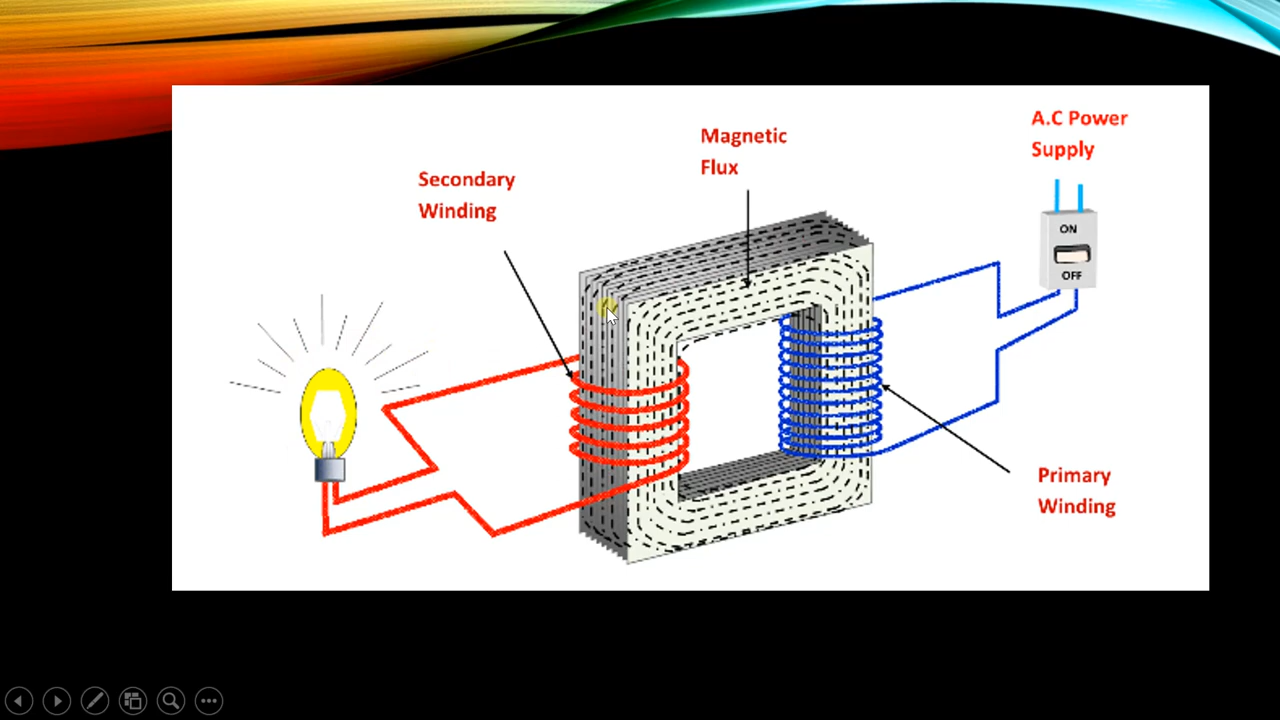 A.C Power
Supply
Magnetic
Flux
Secondary
Winding
ON
OFF
Primary
Winding